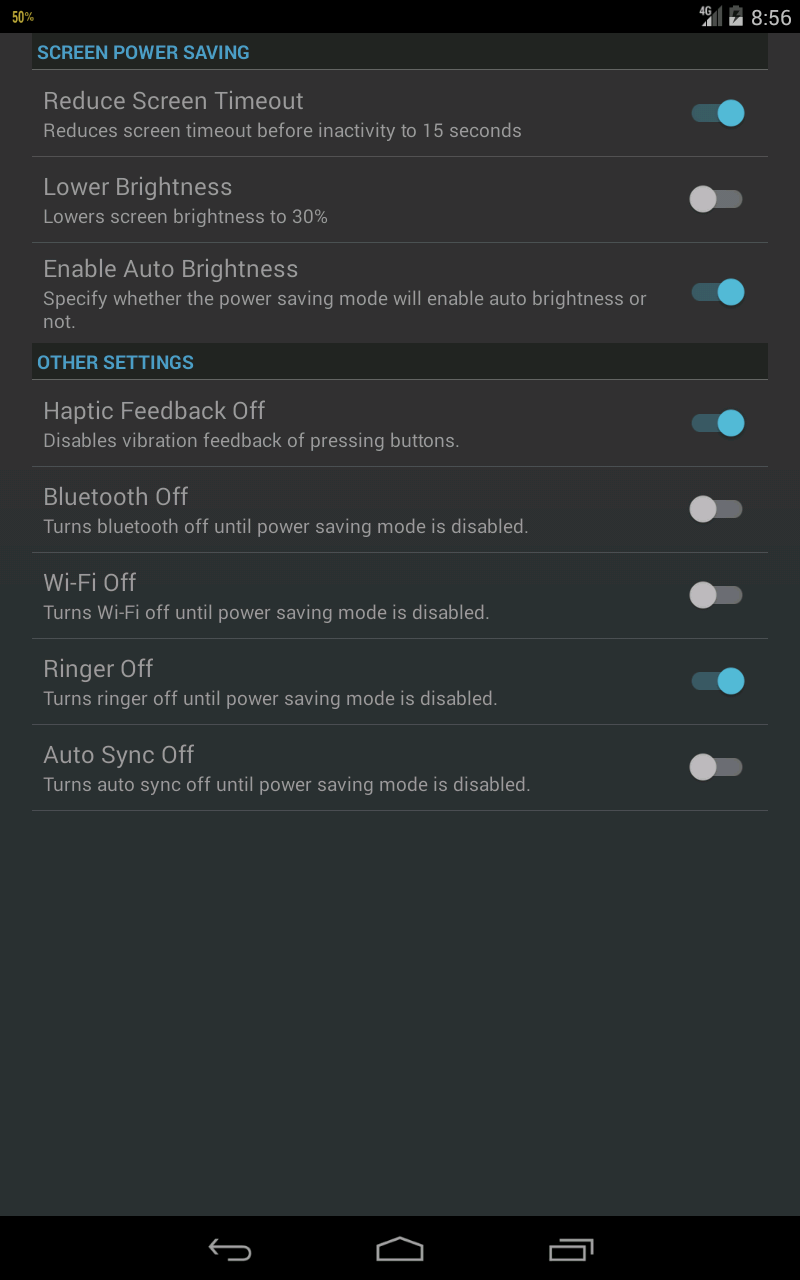 50%
4G 8:56
SCREEN POWER SAVING
Reduce Screen Timeout
Reduces screen timeout before inactivity to 15 seconds
Lower Brightness
Lowers screen brightness to 30%
Enable Auto Brightness
Specify whether the power saving mode will enable auto brightness or
not.
OTHER SETTINGS
Haptic Feedback Off
Disables vibration feedback of pressing buttons.
Bluetooth Off
Turns bluetooth off until power saving mode is disabled.
Wi-Fi Off
Turns Wi-Fi off until power saving mode is disabled.
Ringer Off
Turns ringer off until power saving mode is disabled.
Auto Sync Off
Turns auto sync off until power saving mode is disabled.